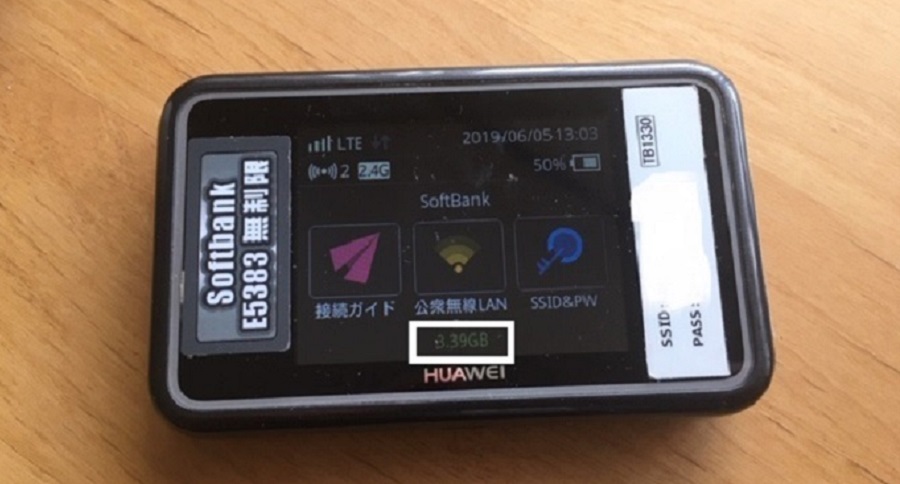 Softbank
E5383 無制限
LTE
2019/06/05 13:03
2 2.4G
50%
SoftBank
接続ガイド
公衆無線LAN
SSID&PW
3.39GB
HUAWEI
TB1330
SSID:
PASS: